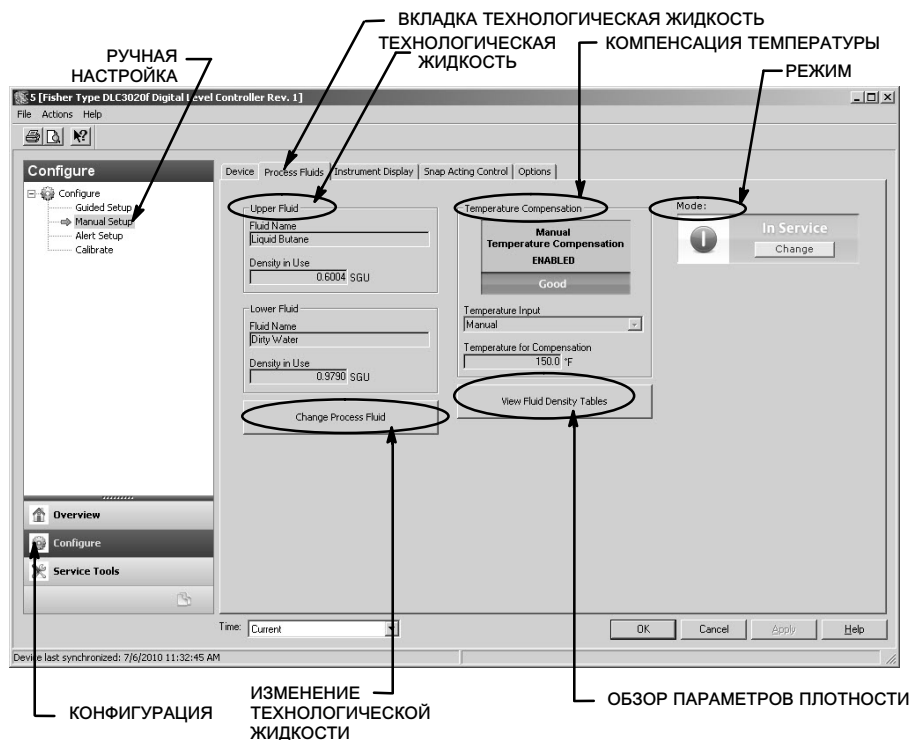 ВКЛАДКА ТЕХНОЛОГИЧЕСКАЯ ЖИДКОСТЬ
ТЕХНОЛОГИЧЕСКАЯ
ЖИДКОСТЬ
КОМПЕНСАЦИЯ ТЕМПЕРАТУРЫ
РУЧНАЯ
НАСТРОЙКА
РЕЖИМ
5 [Fisher Type DLC3020f Digital Level Controller Rev. 1]
File Actions Help
Configure
Configure
Guided Setup
Manual Setup
Alert Setup
Calibrate
Overview
Configure
Service Tools
Device Process Fluids Instrument Display Snap Acting Control Options
Upper Fluid
Fluid Name
Liquid Butane
Density in Use
0.6004 SGU
Lower Fluid
Fluid Name
Dirty Water
Density in Use
0.9790 SGU
Change Process Fluid
Temperature Compensation
Manual
Temperature Compensation
ENABLED
Good
Temperature Input
Manual
Temperature for Compensation
150.0 °F
View Fluid Density Tables
Mode:
In Service
Change
Time: Current
OK Cancel Apply Help
Device last synchronized: 7/6/2010 11:32:45 AM
КОНФИГУРАЦИЯ
ИЗМЕНЕНИЕ
ТЕХНОЛОГИЧЕСКОЙ
ЖИДКОСТИ
ОБЗОР ПАРАМЕТРОВ ПЛОТНОСТИ